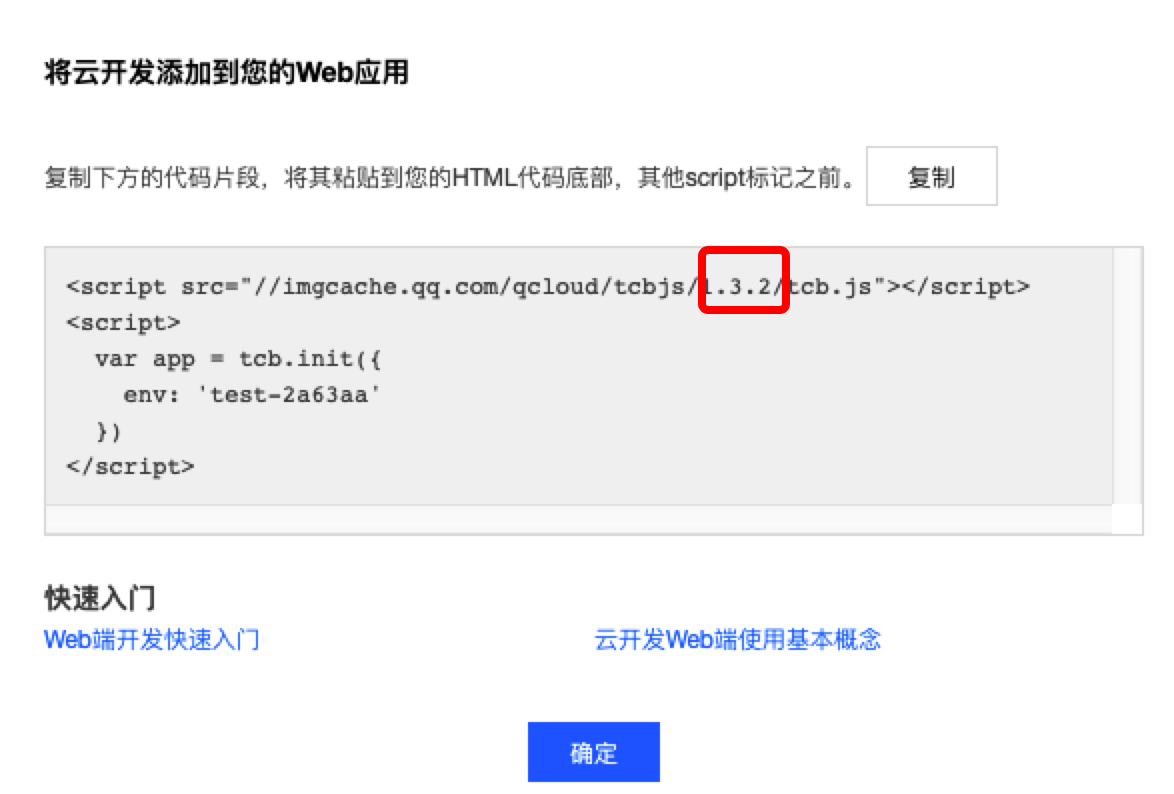 将云开发添加到您的Web应用
复制下方的代码片段，将其粘贴到您的HTML代码底部，其他script标记之前。 复制
<script src="//imgcache.qq.com/qcloud/tcbjs/1.3.2/tcb.js"></script>
<script>
  var app = tcb.init({
    env: 'test-2a63aa'
  })
</script>
快速入门
Web端开发快速入门 云开发Web端使用基本概念
确定